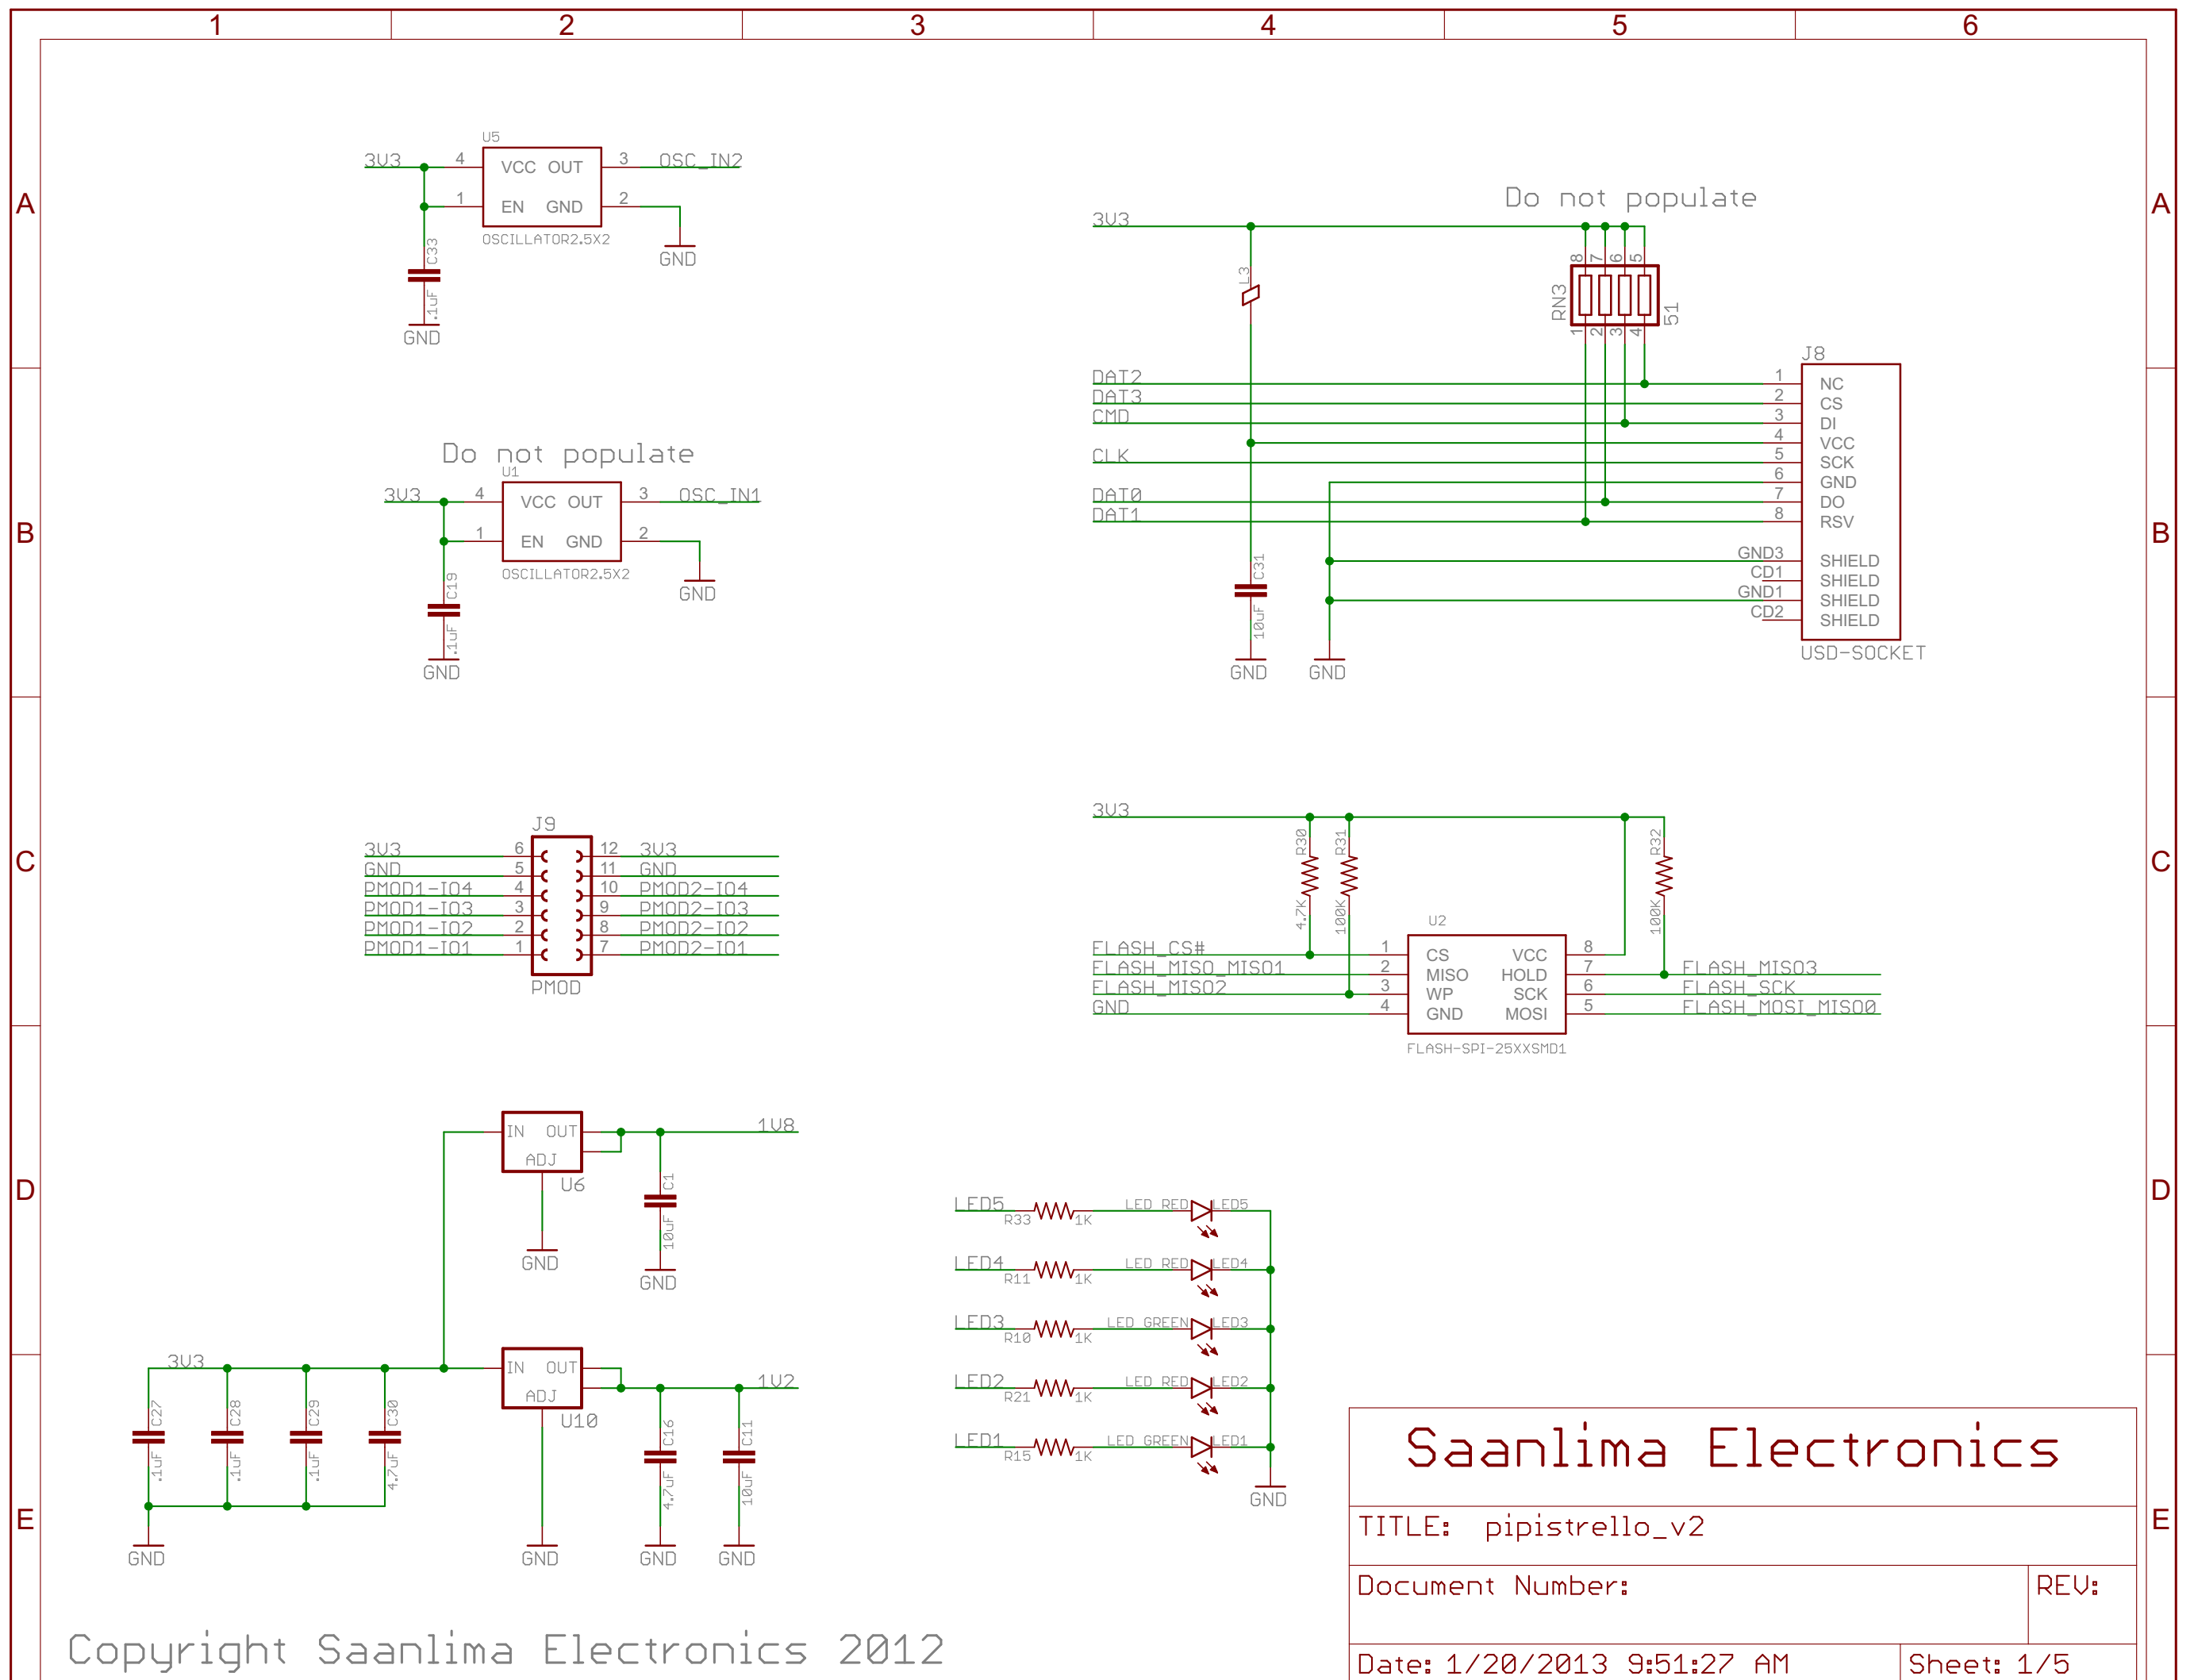 1 2 3 4 5 6
A A
B B
C C
D D
E E
U5
3V3 4 VCC OUT 3 OSC_IN2
1 EN GND 2
OSCILLATOR2.5X2
GND
C33
.1uF
GND
Do not populate
U1
3V3 4 VCC OUT 3 OSC_IN1
1 EN GND 2
OSCILLATOR2.5X2
GND
C19
.1uF
GND
Do not populate
3V3
L3
8 7 6 5
RN3
51
1 2 3 4
J8
DAT2 1 NC
DAT3 2 CS
CMD 3 DI
4 VCC
CLK 5 SCK
6 GND
DAT0 7 DO
DAT1 8 RSV
GND3 SHIELD
CD1 SHIELD
GND1 SHIELD
CD2 SHIELD
USD-SOCKET
C31
10uF
GND GND
J9
3V3 6 12 3V3
GND 5 11 GND
PMOD1-IO4 4 10 PMOD2-IO4
PMOD1-IO3 3 9 PMOD2-IO3
PMOD1-IO2 2 8 PMOD2-IO2
PMOD1-IO1 1 7 PMOD2-IO1
PMOD
3V3
R30 R31 R32
4.7K 100K 100K
U2
FLASH_CS# 1 CS VCC 8
FLASH_MISO_MISO1 2 MISO HOLD 7 FLASH_MISO3
FLASH_MISO2 3 WP SCK 6 FLASH_SCK
GND 4 GND MOSI 5 FLASH_MOSI_MISO0
FLASH-SPI-25XXSMD1
IN OUT 1V8
ADJ
U6
C1
10uF
GND
GND
3V3 IN OUT
ADJ 1V2
U10
C27 C28 C29 C30 C16 C11
.1uF .1uF .1uF 4.7uF 4.7uF 10uF
GND GND GND GND
LED5 R33 1K LED RED LED5
LED4 R11 1K LED RED LED4
LED3 R10 1K LED GREEN LED3
LED2 R21 1K LED RED LED2
LED1 R15 1K LED GREEN LED1
GND
Saanlima Electronics
TITLE: pipistrello_v2
Document Number: REV:
Date: 1/20/2013 9:51:27 AM Sheet: 1/5
Copyright Saanlima Electronics 2012